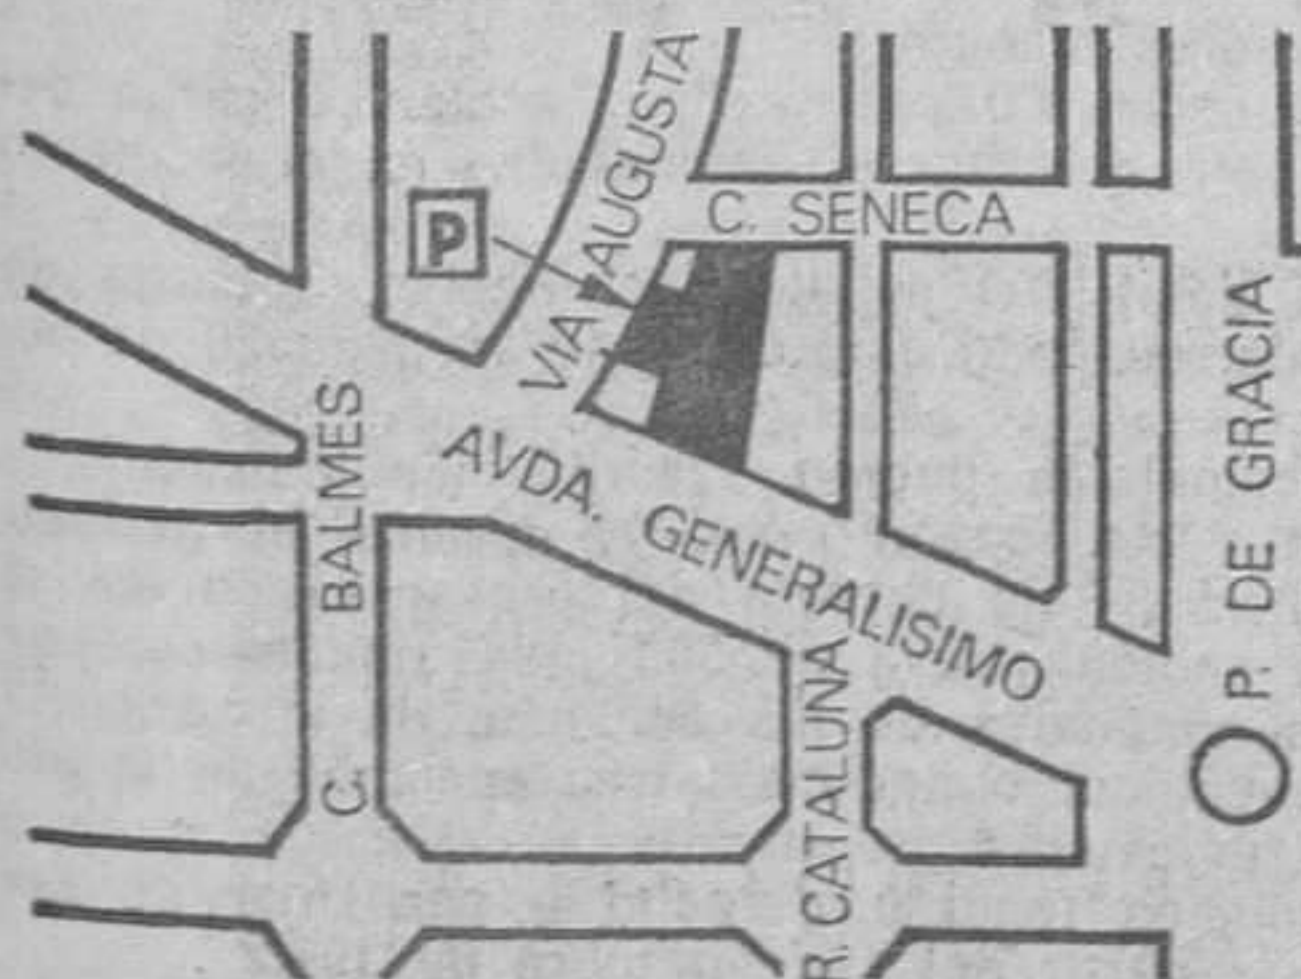 VIA AUGUSTA
P
C. SENECA
C. BALMES
AVDA. GENERALISIMO
P. DE GRACIA
R. CATALUNA